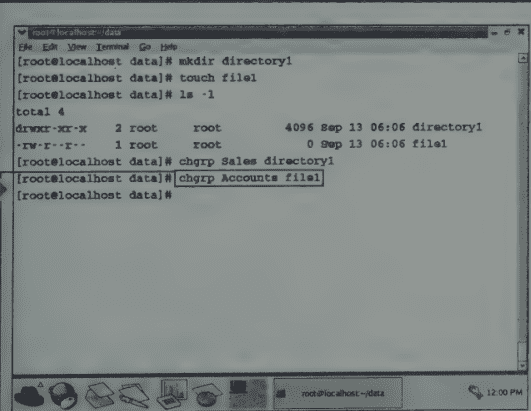 root@localhost:~/data
File Edit View Terminal Go Help
[root@localhost data]# mkdir directory1
[root@localhost data]# touch file1
[root@localhost data]# ls -l
total 4
drwxr-xr-x 2 root root 4096 Sep 13 06:06 directory1
-rw-r--r-- 1 root root 0 Sep 13 06:06 file1
[root@localhost data]# chgrp Sales directory1
[root@localhost data]# chgrp Accounts file1
[root@localhost data]#
root@localhost:~/data
12:00 PM